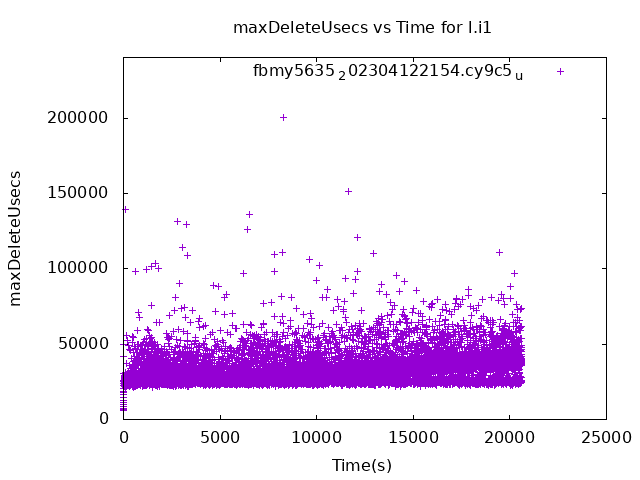 maxDeleteUsecs vs Time for l.i1
fbmy5635_202304122154.cy9c5_u
200000
150000
100000
50000
0
maxDeleteUsecs
0 5000 10000 15000 20000 25000
Time(s)